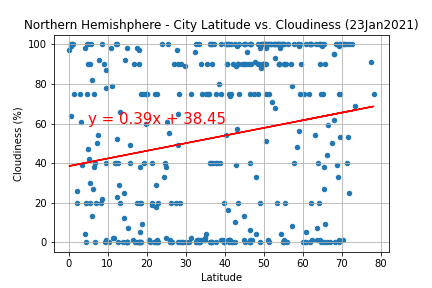 Northern Hemishphere - City Latitude vs. Cloudiness (23Jan2021)
100
80
60
40
20
0
Cloudiness (%)
y = 0.39x + 38.45
0 10 20 30 40 50 60 70 80
Latitude